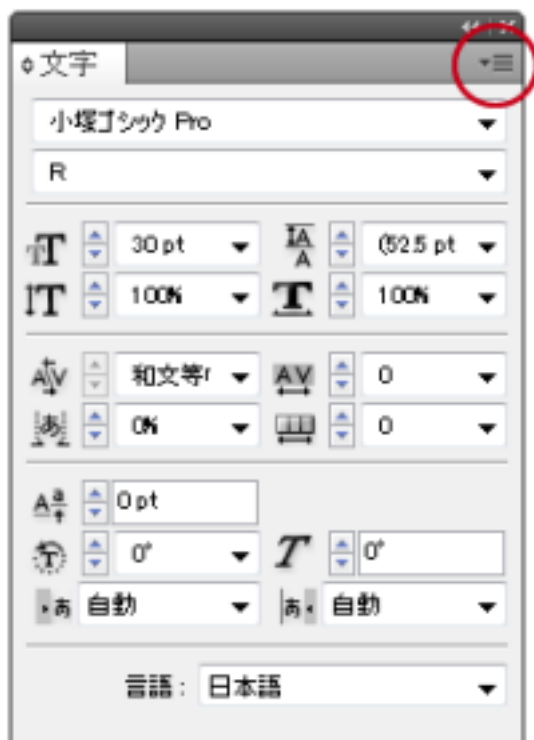 文字
小塚ゴシック Pro
R
30 pt (52.5 pt
100% 100%
和文等 0
0% 0
0 pt
0° 0°
自動 自動
言語 : 日本語